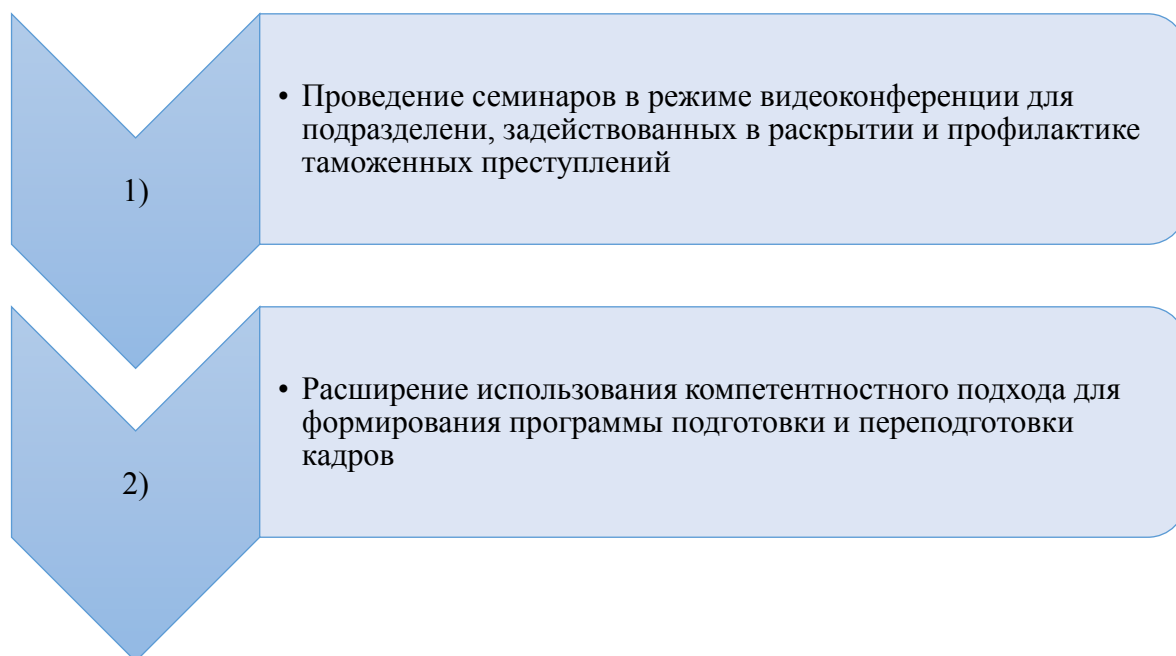 1)
• Проведение семинаров в режиме видеоконференции для
подразделени, задействованных в раскрытии и профилактике
таможенных преступлений
2)
• Расширение использования компетентностного подхода для
формирования программы подготовки и переподготовки
кадров